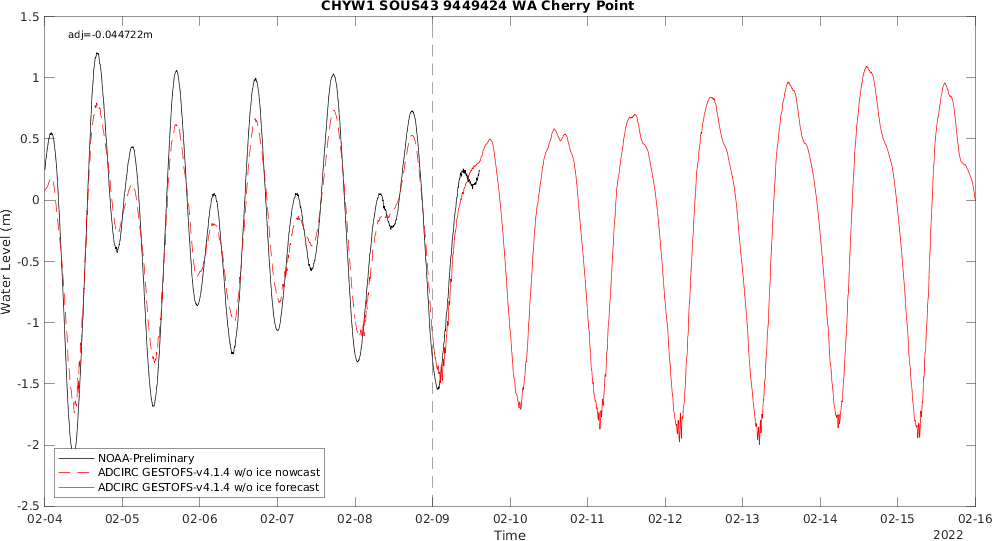 CHYW1 SOUS43 9449424 WA Cherry Point
adj=-0.044722m
1.5
1
0.5
0
-0.5
-1
-1.5
-2
-2.5
Water Level (m)
NOAA-Preliminary
ADCIRC GESTOFS-v4.1.4 w/o ice nowcast
ADCIRC GESTOFS-v4.1.4 w/o ice forecast
02-04 02-05 02-06 02-07 02-08 02-09 02-10 02-11 02-12 02-13 02-14 02-15 02-16
Time
2022